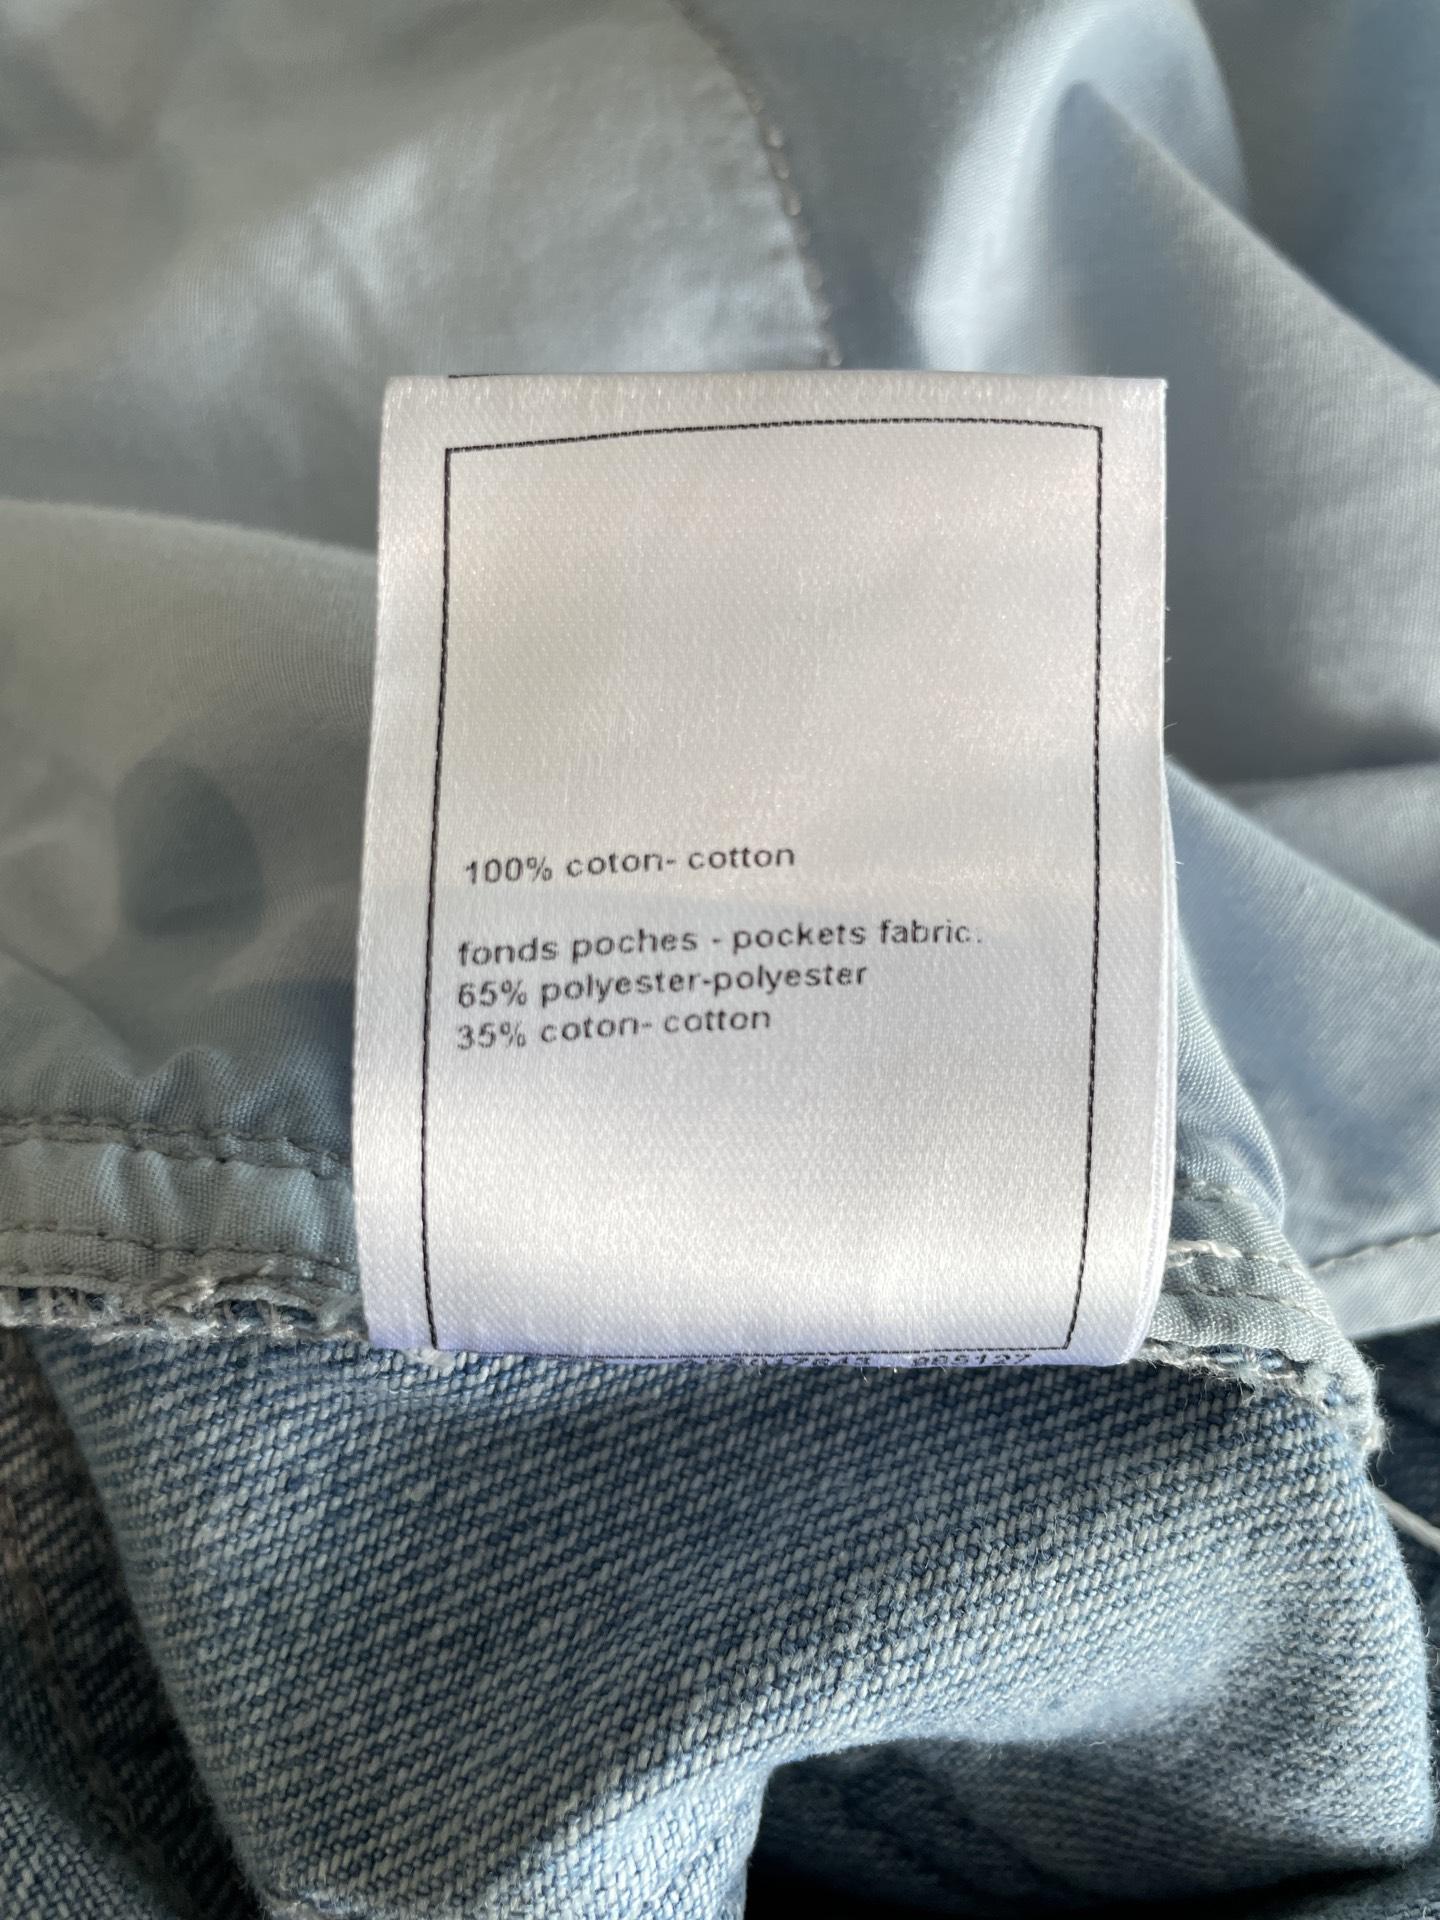 100% coton- cotton
fonds poches - pockets fabric.
65% polyester-polyester
35% coton- cotton